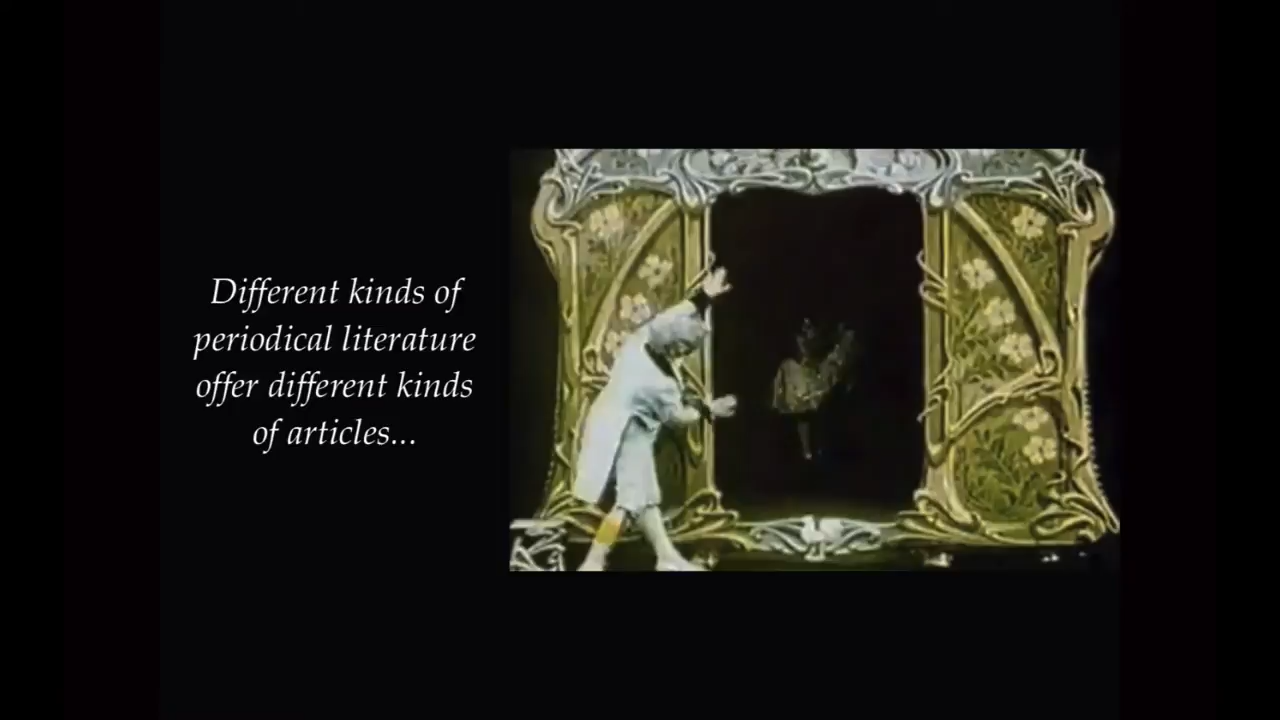 Different kinds of
periodical literature
offer different kinds
of articles...